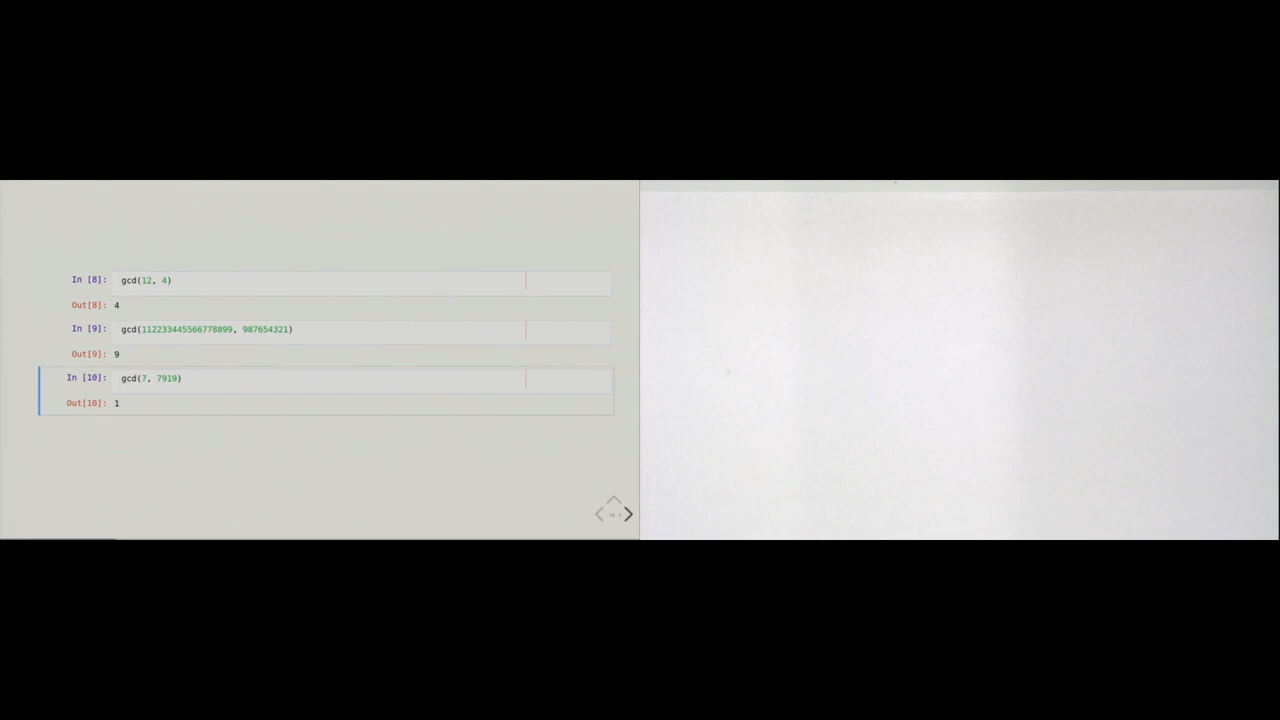 In [8]: gcd(12, 4)
Out[8]: 4
In [9]: gcd(112233445566778899, 987654321)
Out[9]: 9
In [10]: gcd(7, 7919)
Out[10]: 1